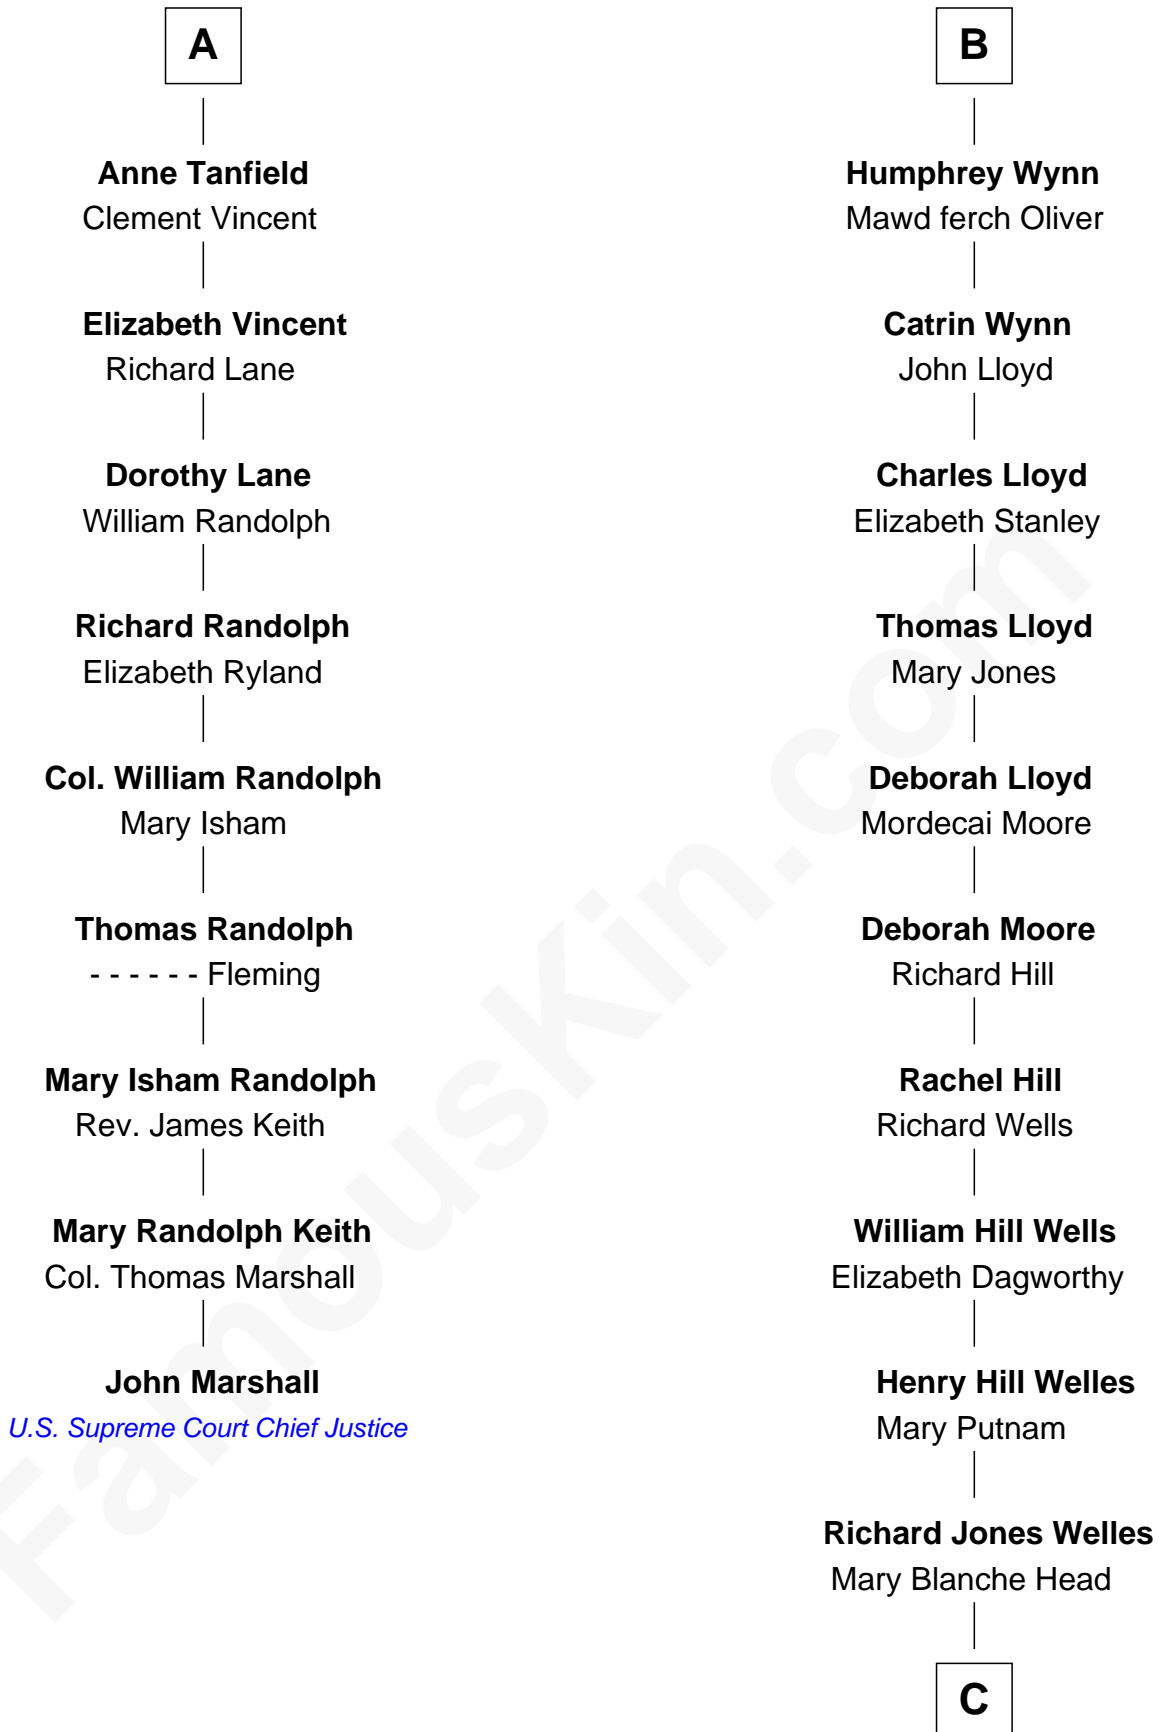 A
Anne Tanfield
Clement Vincent
Elizabeth Vincent
Richard Lane
Dorothy Lane
William Randolph
Richard Randolph
Elizabeth Ryland
Col. William Randolph
Mary Isham
Thomas Randolph
- - - - - - Fleming
Mary Isham Randolph
Rev. James Keith
Mary Randolph Keith
Col. Thomas Marshall
John Marshall
U.S. Supreme Court Chief Justice
B
Humphrey Wynn
Mawd ferch Oliver
Catrin Wynn
John Lloyd
Charles Lloyd
Elizabeth Stanley
Thomas Lloyd
Mary Jones
Deborah Lloyd
Mordecai Moore
Deborah Moore
Richard Hill
Rachel Hill
Richard Wells
William Hill Wells
Elizabeth Dagworthy
Henry Hill Welles
Mary Putnam
Richard Jones Welles
Mary Blanche Head
C
FamousKin.com